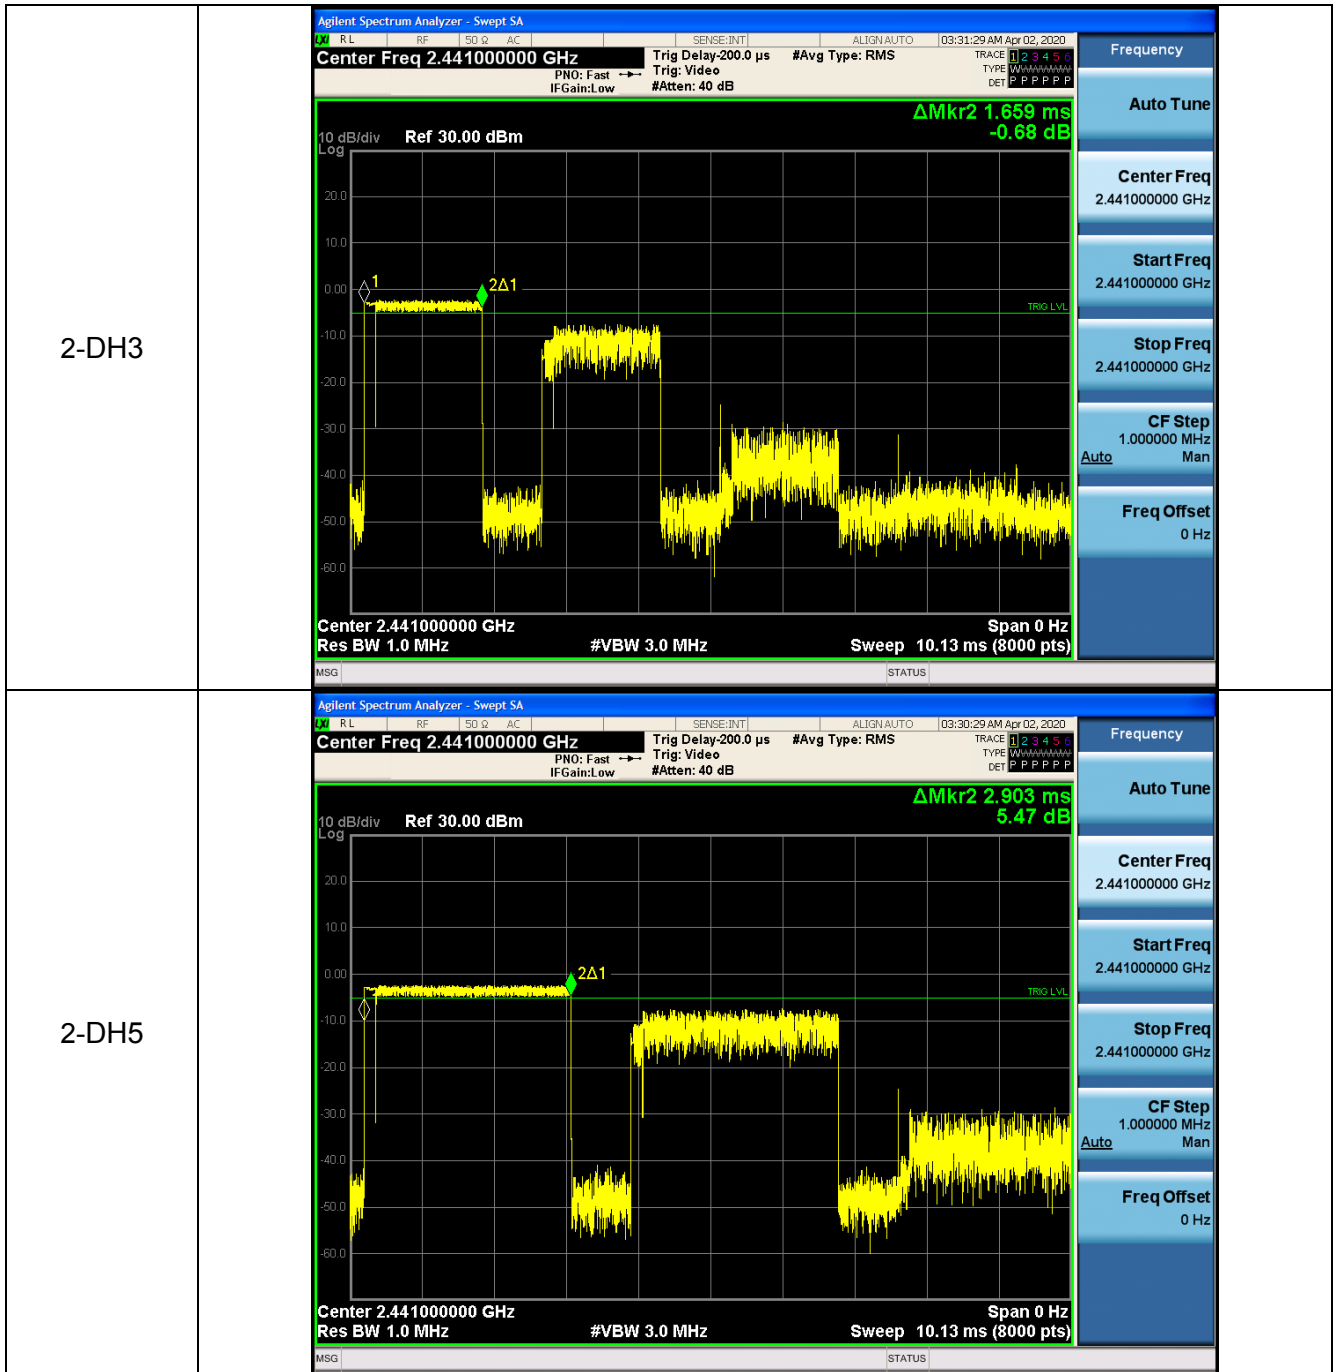 2-DH3
Agilent Spectrum Analyzer - Swept SA
LXI RL RF 50 Ω AC SENSE:INT ALIGN AUTO 03:31:29 AM Apr 02, 2020
Center Freq 2.441000000 GHz
PNO: Fast
IFGain:Low
Trig Delay-200.0 µs
Trig: Video
#Atten: 40 dB
#Avg Type: RMS
TRACE 1 2 3 4 5 6
TYPE WWWWWW
DET P P P P P P
ΔMkr2 1.659 ms
-0.68 dB
10 dB/div
Log
Ref 30.00 dBm
20.0
10.0
0.00
-10.0
-20.0
-30.0
-40.0
-50.0
-60.0
1
2Δ1
TRIG LVL
Center 2.441000000 GHz
Span 0 Hz
Res BW 1.0 MHz
#VBW 3.0 MHz
Sweep 10.13 ms (8000 pts)
MSG
STATUS
Frequency
Auto Tune
Center Freq
2.441000000 GHz
Start Freq
2.441000000 GHz
Stop Freq
2.441000000 GHz
CF Step
1.000000 MHz
Auto Man
Freq Offset
0 Hz
2-DH5
Agilent Spectrum Analyzer - Swept SA
LXI RL RF 50 Ω AC SENSE:INT ALIGN AUTO 03:30:29 AM Apr 02, 2020
Center Freq 2.441000000 GHz
PNO: Fast
IFGain:Low
Trig Delay-200.0 µs
Trig: Video
#Atten: 40 dB
#Avg Type: RMS
TRACE 1 2 3 4 5 6
TYPE WWWWWW
DET P P P P P P
ΔMkr2 2.903 ms
5.47 dB
10 dB/div
Log
Ref 30.00 dBm
20.0
10.0
0.00
-10.0
-20.0
-30.0
-40.0
-50.0
-60.0
2Δ1
TRIG LVL
Center 2.441000000 GHz
Span 0 Hz
Res BW 1.0 MHz
#VBW 3.0 MHz
Sweep 10.13 ms (8000 pts)
MSG
STATUS
Frequency
Auto Tune
Center Freq
2.441000000 GHz
Start Freq
2.441000000 GHz
Stop Freq
2.441000000 GHz
CF Step
1.000000 MHz
Auto Man
Freq Offset
0 Hz